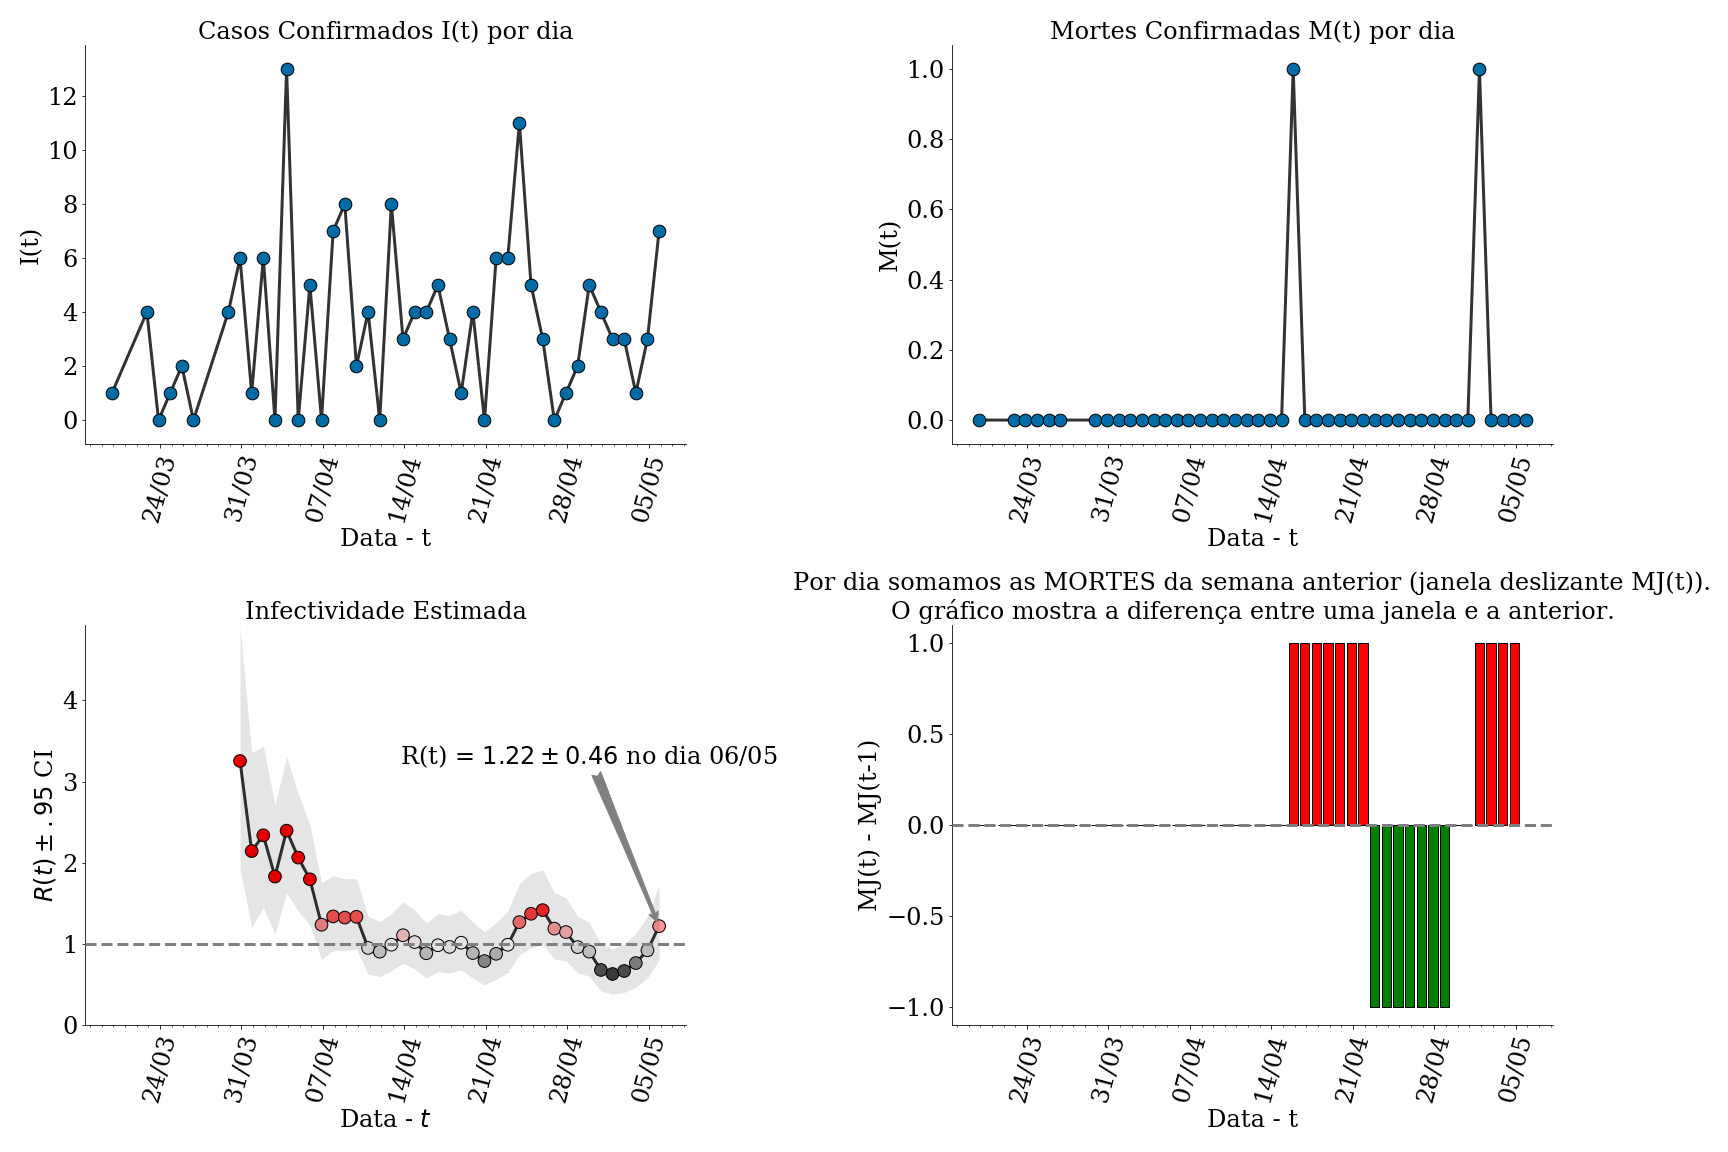 Casos Confirmados I(t) por dia
I(t)
12
10
8
6
4
2
0
24/03 31/03 07/04 14/04 21/04 28/04 05/05
Data - t
Mortes Confirmadas M(t) por dia
M(t)
1.0
0.8
0.6
0.4
0.2
0.0
24/03 31/03 07/04 14/04 21/04 28/04 05/05
Data - t
Infectividade Estimada
R(t) ± .95 CI
4
3
2
1
0
R(t) = 1.22 ± 0.46 no dia 06/05
24/03 31/03 07/04 14/04 21/04 28/04 05/05
Data - t
Por dia somamos as MORTES da semana anterior (janela deslizante MJ(t)).
O gráfico mostra a diferença entre uma janela e a anterior.
MJ(t) - MJ(t-1)
1.0
0.5
0.0
−0.5
−1.0
24/03 31/03 07/04 14/04 21/04 28/04 05/05
Data - t